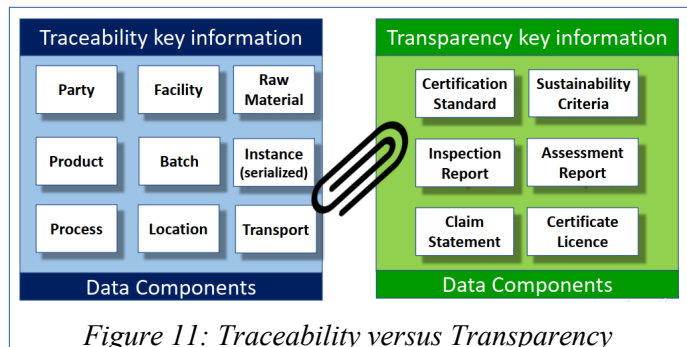 Traceability key information
Party
Facility
Raw
Material
Product
Batch
Instance
(serialized)
Process
Location
Transport
Data Components
Transparency key information
Certification
Standard
Sustainability
Criteria
Inspection
Report
Assessment
Report
Claim
Statement
Certificate
Licence
Data Components
Figure 11: Traceability versus Transparency